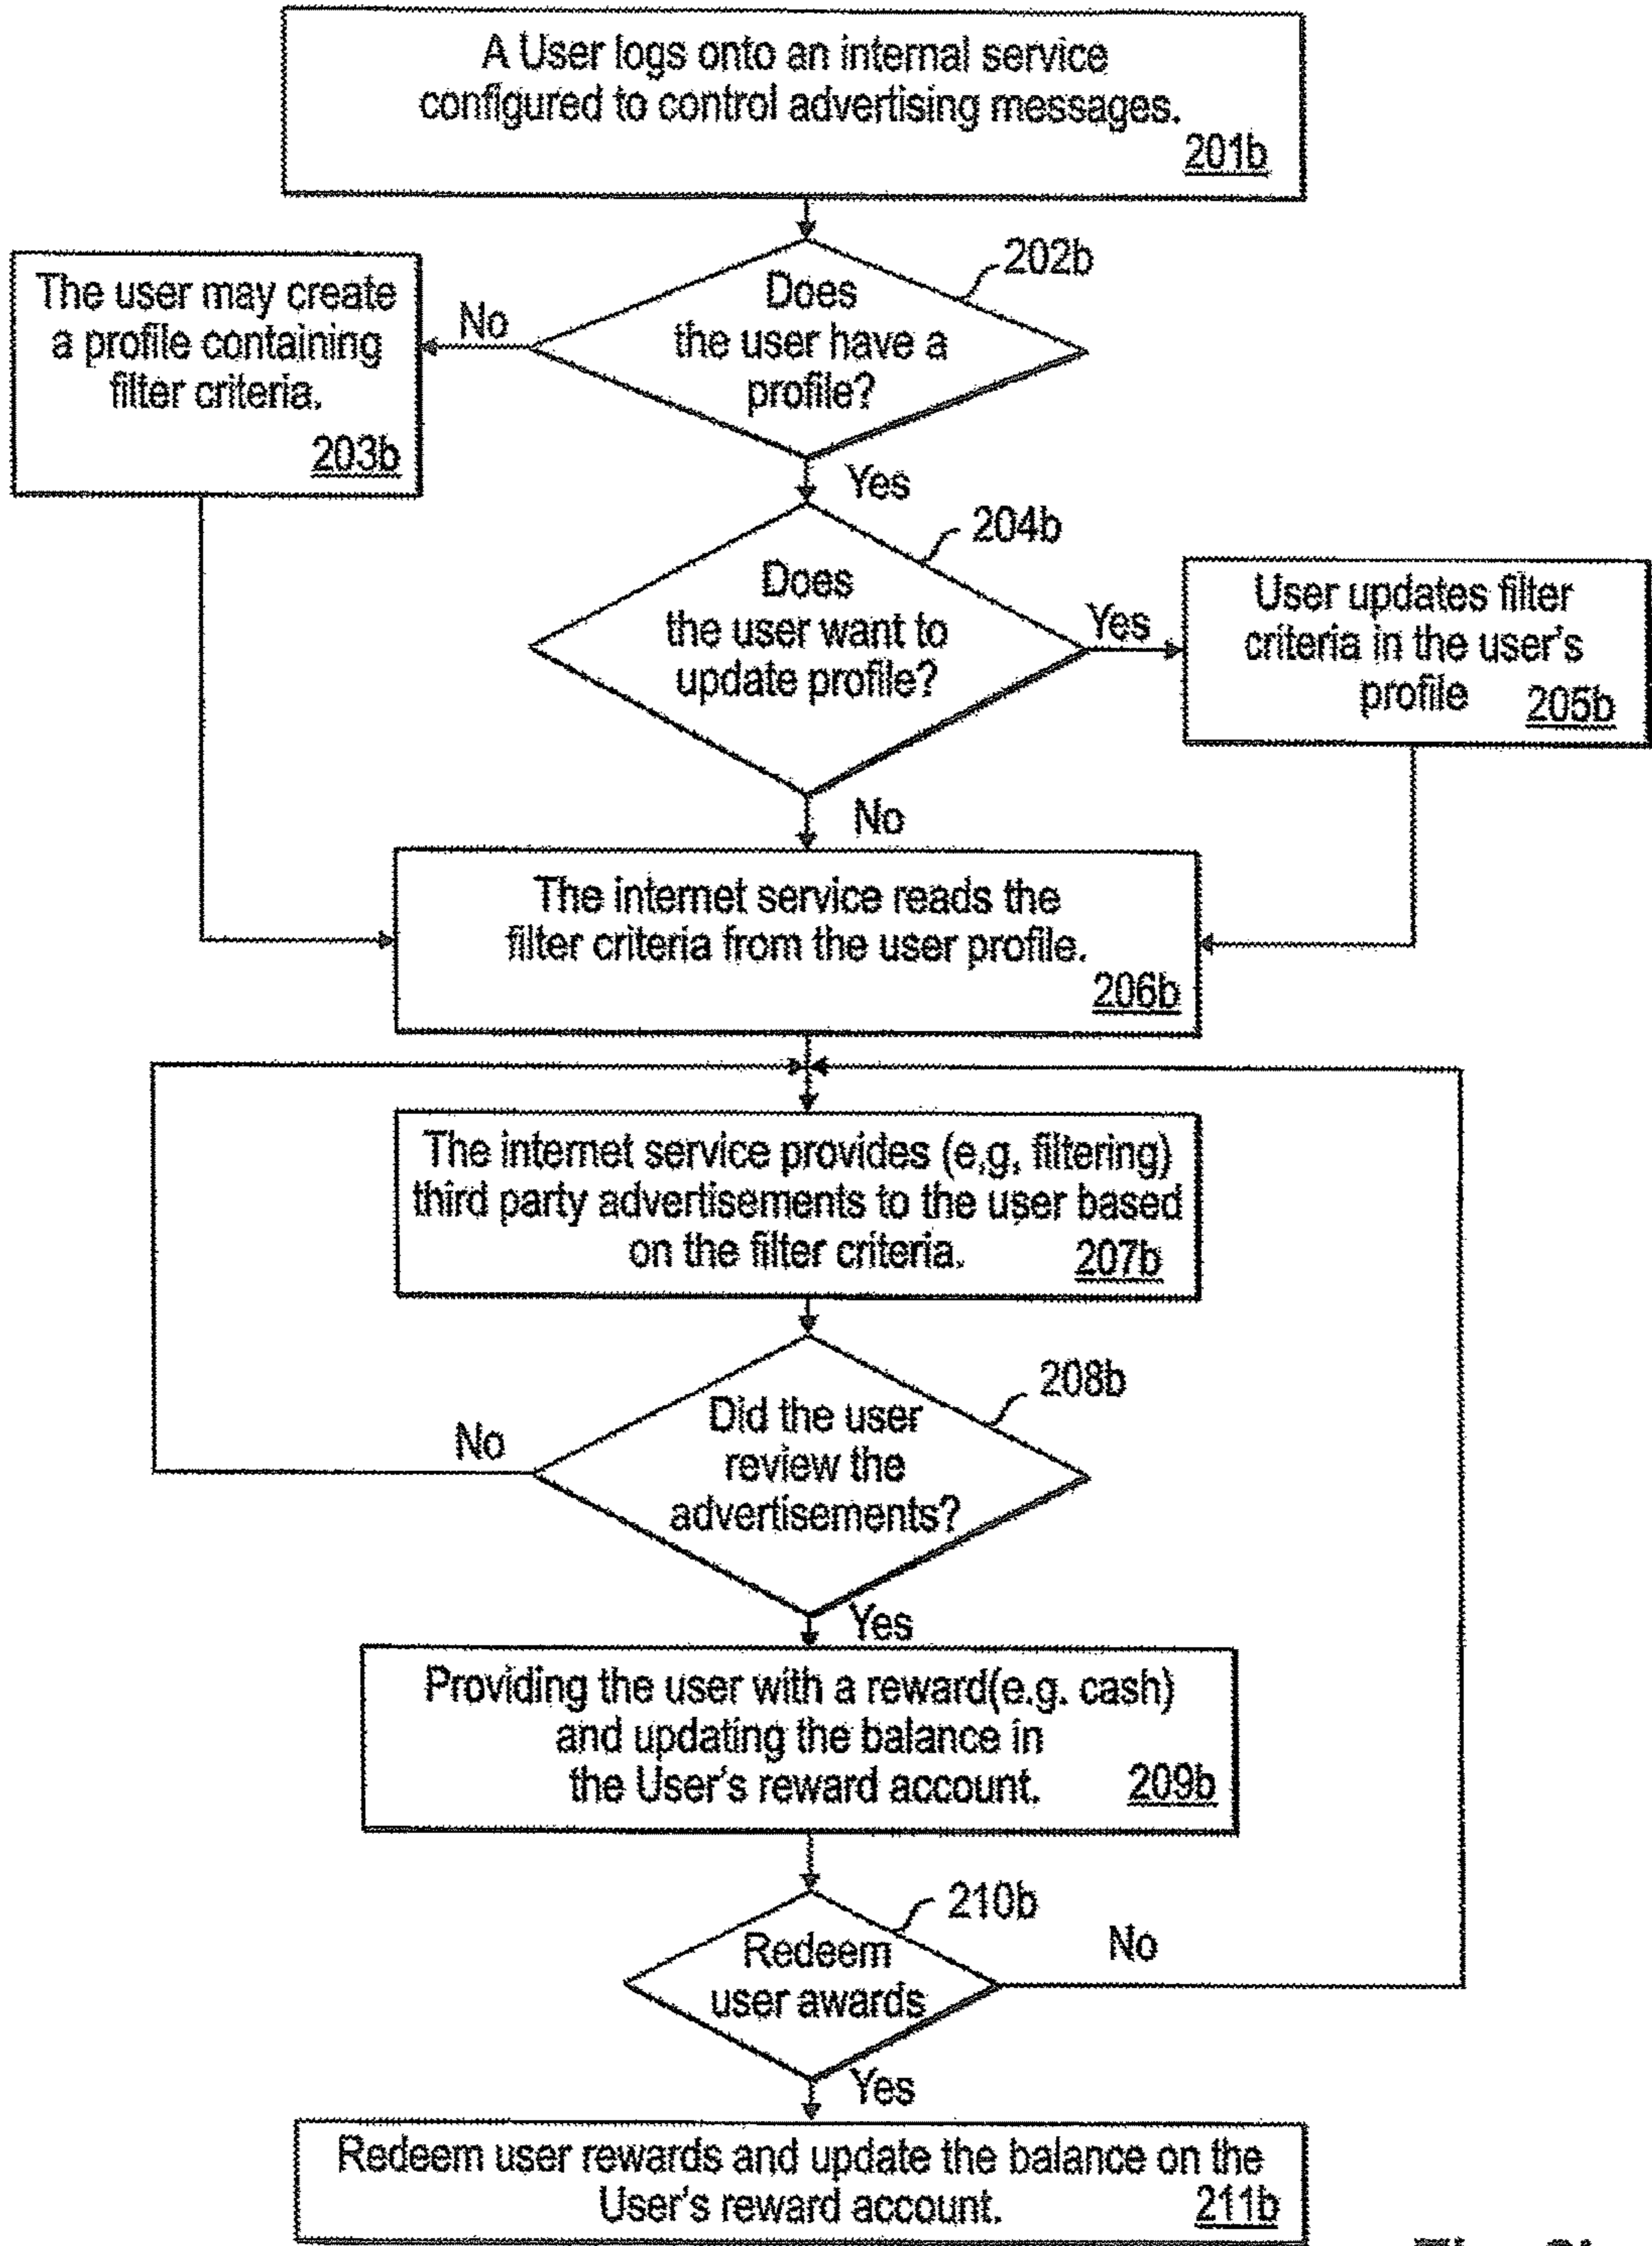 A User logs onto an internal service
configured to control advertising messages.
201b
202b
Does
the user have a
profile?
No
The user may create
a profile containing
filter criteria.
203b
Yes
204b
Does
the user want to
update profile?
Yes
User updates filter
criteria in the user's
profile 205b
No
The internet service reads the
filter criteria from the user profile.
206b
The internet service provides (e,g, filtering)
third party advertisements to the user based
on the filter criteria. 207b
208b
Did the user
review the
advertisements?
No
Yes
Providing the user with a reward(e.g. cash)
and updating the balance in
the User's reward account. 209b
210b
Redeem
user awards
No
Yes
Redeem user rewards and update the balance on the
User's reward account. 211b